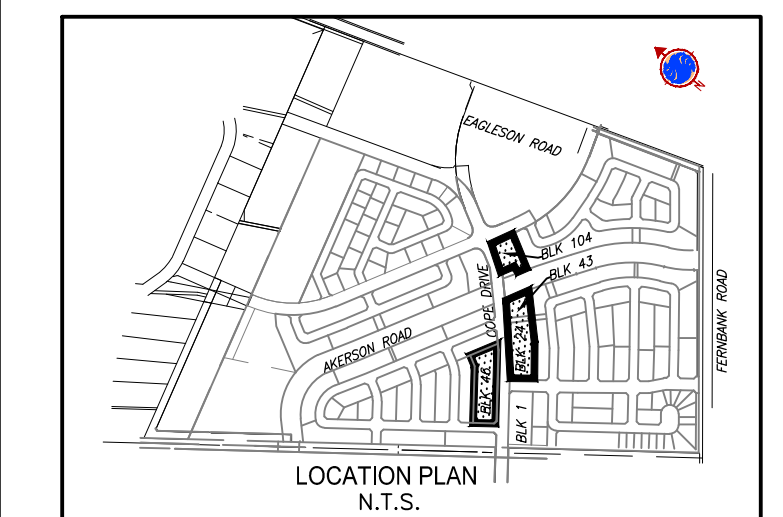 EAGLESON ROAD
N
BLK 104
BLK 43
COPE DRIVE
FERNBANK ROAD
AKERSON ROAD
BLK 24
BLK 48
BLK 1
LOCATION PLAN
N.T.S.